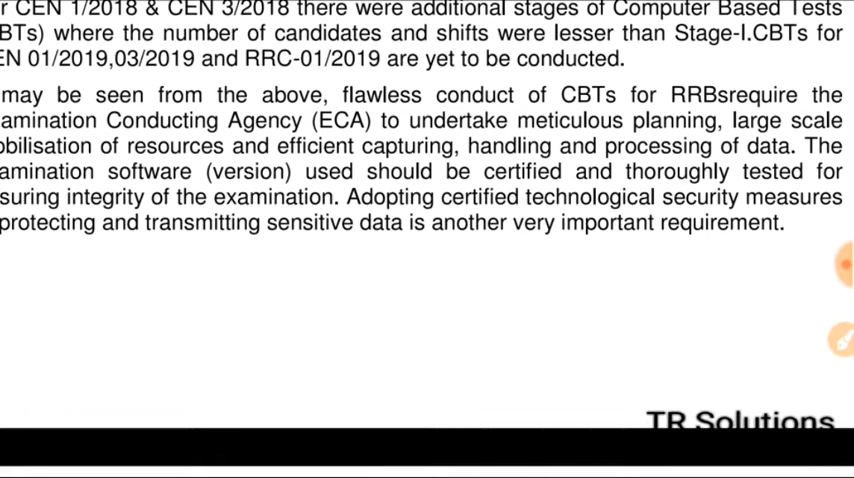 r CEN 1/2018 & CEN 3/2018 there were additional stages of Computer Based Tests
BTs) where the number of candidates and shifts were lesser than Stage-I.CBTs for
EN 01/2019,03/2019 and RRC-01/2019 are yet to be conducted.
may be seen from the above, flawless conduct of CBTs for RRBsrequire the
amination Conducting Agency (ECA) to undertake meticulous planning, large scale
obilisation of resources and efficient capturing, handling and processing of data. The
amination software (version) used should be certified and thoroughly tested for
suring integrity of the examination. Adopting certified technological security measures
protecting and transmitting sensitive data is another very important requirement.
TR Solutions